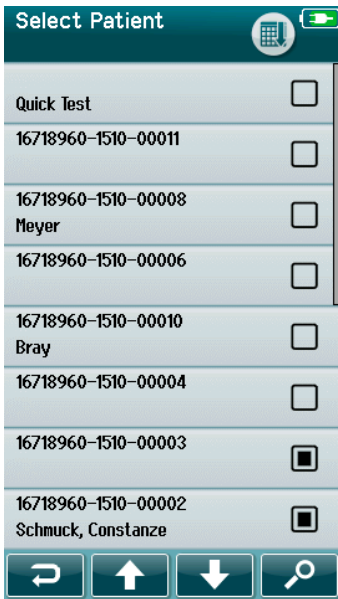 Select Patient
Quick Test
16718960-1510-00011
16718960-1510-00008
Meyer
16718960-1510-00006
16718960-1510-00010
Bray
16718960-1510-00004
16718960-1510-00003
16718960-1510-00002
Schmuck, Constanze